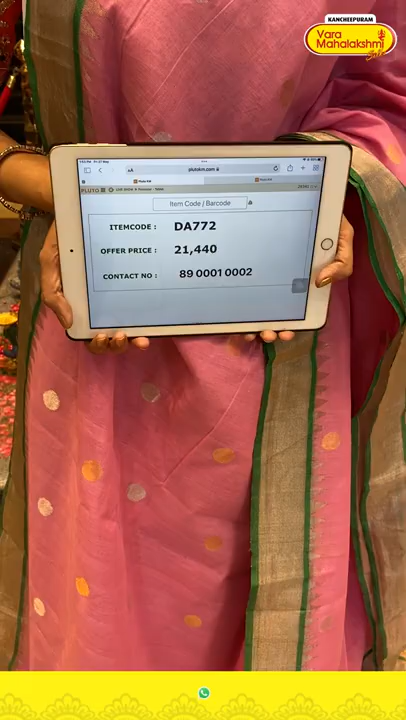 KANCHEEPURAM
Vara
Mahalakshmi
plutokm.com
PLUTO
Item Code / Barcode
ITEMCODE : DA772
OFFER PRICE : 21,440
CONTACT NO : 89 0001 0002